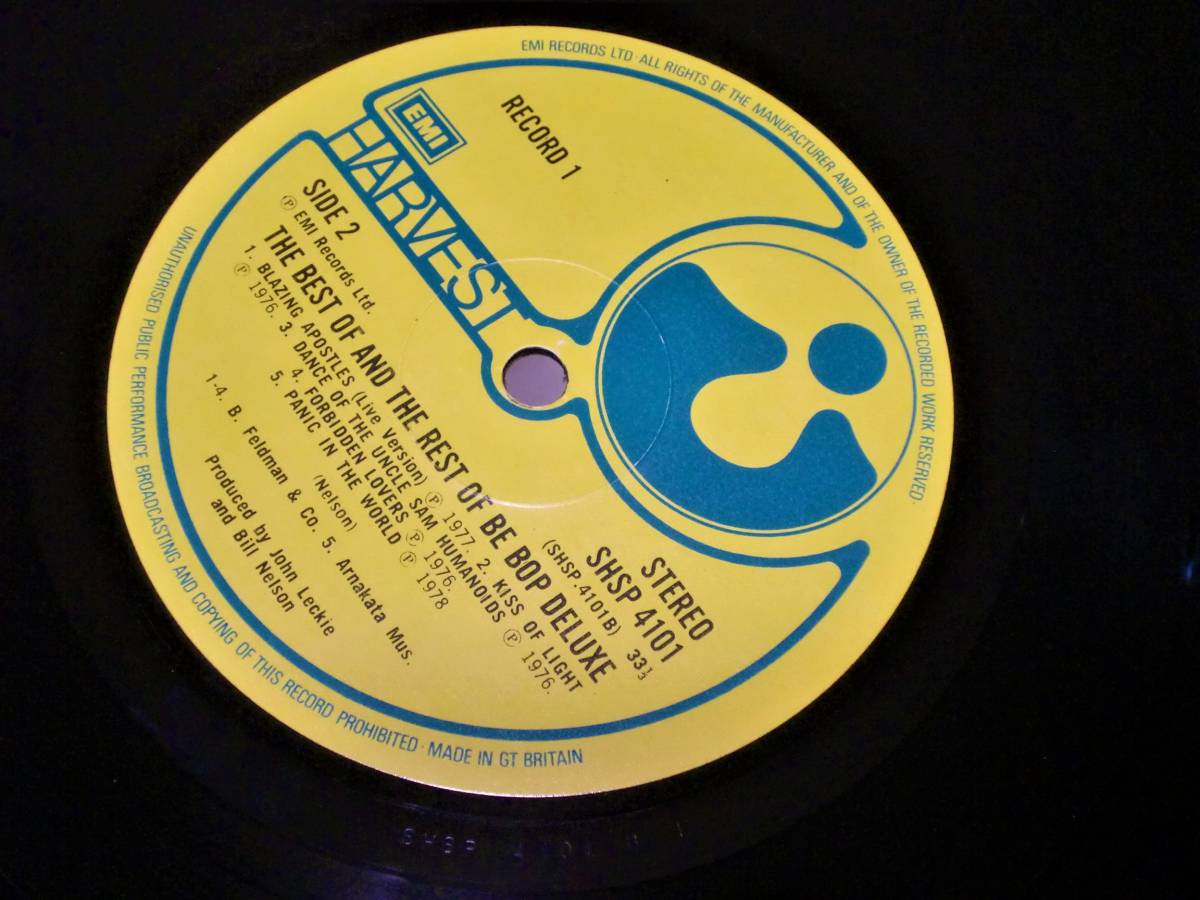 EMI RECORDS LTD · ALL RIGHTS OF THE MANUFACTURER AND OF THE OWNER OF THE RECORDED WORK RESERVED
EMI
HARVEST
RECORD 1
STEREO
SHSP 4101
(SHSP.4101B) 33⅓
SIDE 2
Ⓟ EMI Records Ltd.
THE BEST OF AND THE REST OF BE BOP DELUXE
1. BLAZING APOSTLES (Live Version) Ⓟ 1977. 2. KISS OF LIGHT
Ⓟ 1976. 3. DANCE OF THE UNCLE SAM HUMANOIDS Ⓟ 1976.
4. FORBIDDEN LOVERS Ⓟ 1976.
5. PANIC IN THE WORLD Ⓟ 1978
(Nelson)
1-4. B. Feldman & Co. 5. Arnakata Mus.
Produced by John Leckie
and Bill Nelson
UNAUTHORISED PUBLIC PERFORMANCE BROADCASTING AND COPYING OF THIS RECORD PROHIBITED · MADE IN GT BRITAIN
SHSP 4101